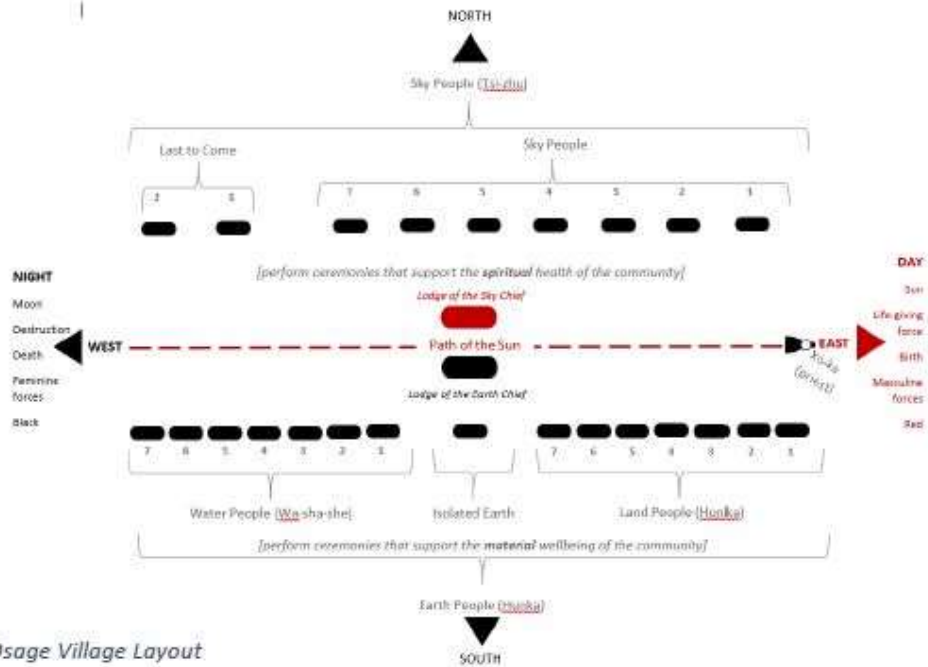 NORTH
Sky People (Tsi-zhu)
Last to Come
Sky People
2 1
7 6 5 4 3 2 1
[perform ceremonies that support the spiritual health of the community]
NIGHT
Moon
Destruction
Death
Feminine
forces
Black
WEST
Lodge of the Sky Chief
Path of the Sun
Lodge of the Earth Chief
EAST
(priest)
DAY
Sun
Life-giving
force
Birth
Masculine
forces
Red
7 6 5 4 3 2 1
7 6 5 4 3 2 1
Water People (Wa-sha-she)
Isolated Earth
Land People (Hunka)
[perform ceremonies that support the material wellbeing of the community]
Earth People (Hunka)
SOUTH
Osage Village Layout